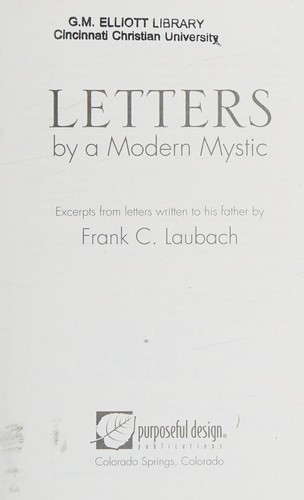 G.M. ELLIOTT LIBRARY
Cincinnati Christian University
LETTERS
by a Modern Mystic
Excerpts from letters written to his father by
Frank C. Laubach
purposeful design®
publications
Colorado Springs, Colorado